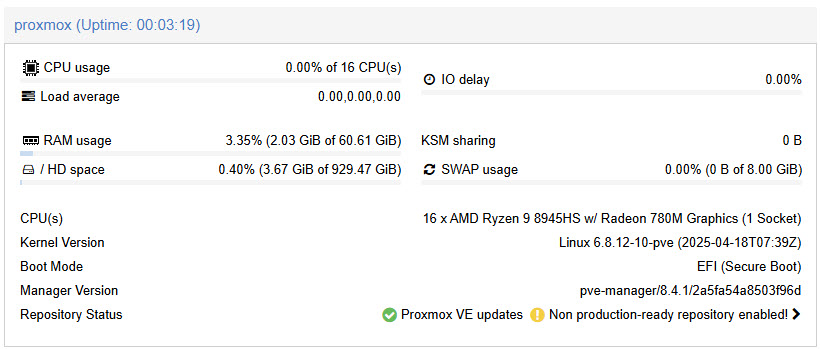 proxmox (Uptime: 00:03:19)
CPU usage 0.00% of 16 CPU(s)
IO delay 0.00%
Load average 0.00,0.00,0.00
RAM usage 3.35% (2.03 GiB of 60.61 GiB)
KSM sharing 0 B
/ HD space 0.40% (3.67 GiB of 929.47 GiB)
SWAP usage 0.00% (0 B of 8.00 GiB)
CPU(s) 16 x AMD Ryzen 9 8945HS w/ Radeon 780M Graphics (1 Socket)
Kernel Version Linux 6.8.12-10-pve (2025-04-18T07:39Z)
Boot Mode EFI (Secure Boot)
Manager Version pve-manager/8.4.1/2a5fa54a8503f96d
Repository Status Proxmox VE updates Non production-ready repository enabled!